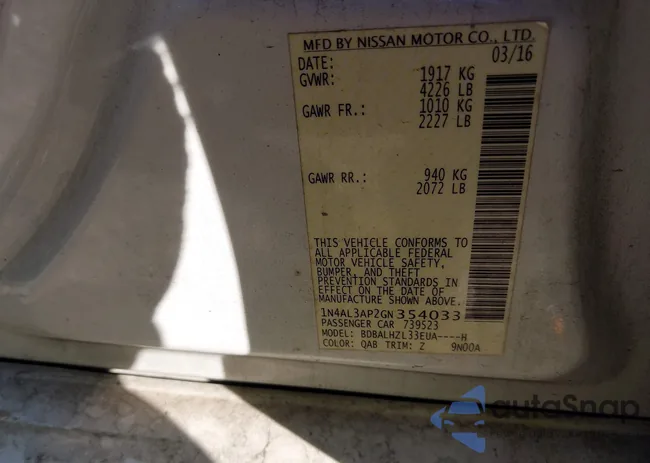 MFD BY NISSAN MOTOR CO., LTD.
DATE: 03/16
GVWR: 1917 KG
4226 LB
GAWR FR.: 1010 KG
2227 LB
GAWR RR.: 940 KG
2072 LB
THIS VEHICLE CONFORMS TO
ALL APPLICABLE FEDERAL
MOTOR VEHICLE SAFETY,
BUMPER, AND THEFT
PREVENTION STANDARDS IN
EFFECT ON THE DATE OF
MANUFACTURE SHOWN ABOVE.
1N4AL3AP2GN354033
PASSENGER CAR 739523
MODEL: BDBALHZL33EUA----H
COLOR: QAB TRIM: Z 9N00A
autoSnap